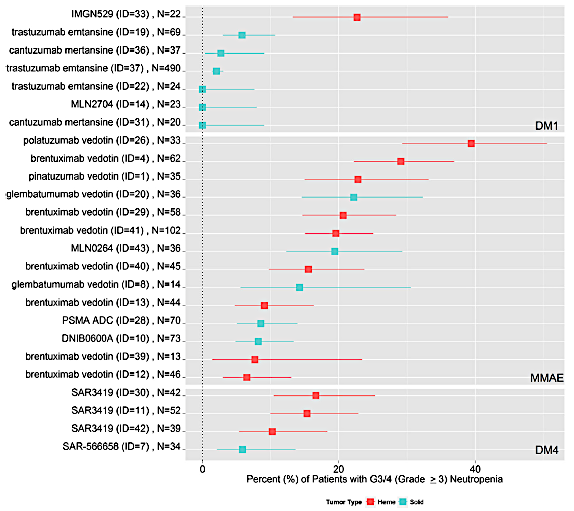 IMGN529 (ID=33) , N=22
trastuzumab emtansine (ID=19) , N=69
cantuzumab mertansine (ID=36) , N=37
trastuzumab emtansine (ID=37) , N=490
trastuzumab emtansine (ID=22) , N=24
MLN2704 (ID=14) , N=23
cantuzumab mertansine (ID=31) , N=20
DM1
polatuzumab vedotin (ID=26) , N=33
brentuximab vedotin (ID=4) , N=62
pinatuzumab vedotin (ID=1) , N=35
glembatumumab vedotin (ID=20) , N=36
brentuximab vedotin (ID=29) , N=58
brentuximab vedotin (ID=41) , N=102
MLN0264 (ID=43) , N=36
brentuximab vedotin (ID=40) , N=45
glembatumumab vedotin (ID=8) , N=14
brentuximab vedotin (ID=13) , N=44
PSMA ADC (ID=28) , N=70
DNIB0600A (ID=10) , N=73
brentuximab vedotin (ID=39) , N=13
brentuximab vedotin (ID=12) , N=46
MMAE
SAR3419 (ID=30) , N=42
SAR3419 (ID=11) , N=52
SAR3419 (ID=42) , N=39
SAR-566658 (ID=7) , N=34
DM4
0 20 40
Percent (%) of Patients with G3/4 (Grade ≥ 3) Neutropenia
Tumor Type Heme Solid